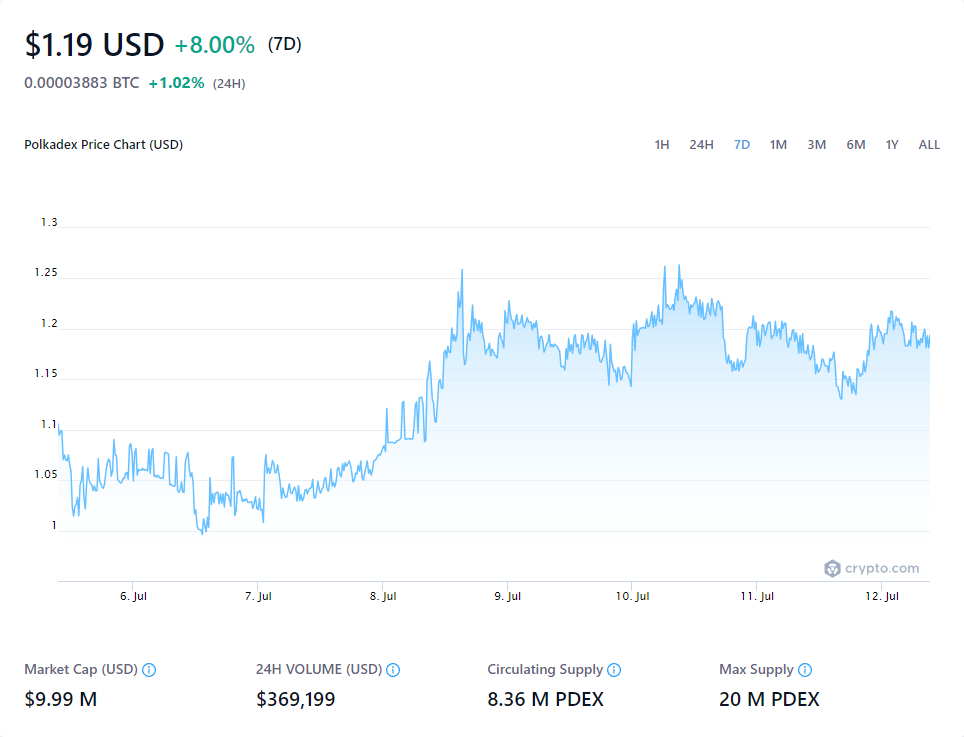 $1.19 USD +8.00% (7D)
0.00003883 BTC +1.02% (24H)
Polkadex Price Chart (USD) 1H 24H 7D 1M 3M 6M 1Y ALL
1.3
1.25
1.2
1.15
1.1
1.05
1
crypto.com
6. Jul 7. Jul 8. Jul 9. Jul 10. Jul 11. Jul 12. Jul
Market Cap (USD) 24H VOLUME (USD) Circulating Supply Max Supply
$9.99 M $369,199 8.36 M PDEX 20 M PDEX